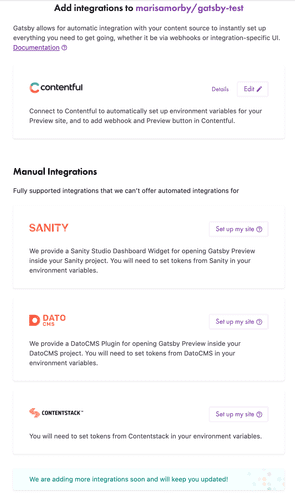 Add integrations to marisamorby/gatsby-test
Gatsby allows for automatic integration with your content source to instantly set up
everything you need to get going, whether it be via webhooks or integration-specific UI.
Documentation
contentful
Details
Edit
Connect to Contentful to automatically set up environment variables for your
Preview site, and to add webhook and Preview button in Contentful.
Manual Integrations
Fully supported integrations that we can't offer automated integrations for
SANITY
Set up my site
We provide a Sanity Studio Dashboard Widget for opening Gatsby Preview
inside your Sanity project. You will need to set tokens from Sanity in your
environment variables.
DATO
CMS
Set up my site
We provide a DatoCMS Plugin for opening Gatsby Preview inside your
DatoCMS project. You will need to set tokens from DatoCMS in your
environment variables.
CONTENTSTACK
Set up my site
You will need to set tokens from Contentstack in your environment variables.
We are adding more integrations soon and will keep you updated!